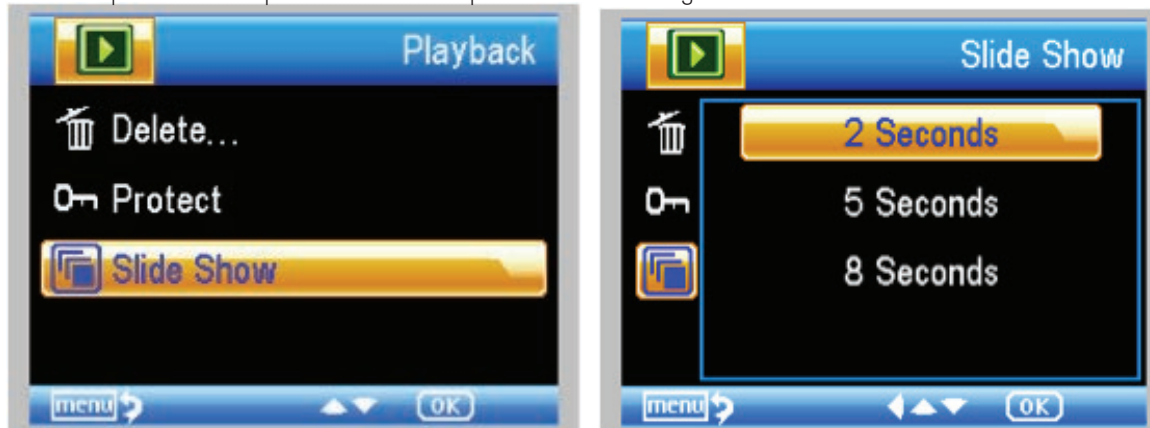 Playback
Delete...
Protect
Slide Show
menu
OK
Slide Show
2 Seconds
5 Seconds
8 Seconds
menu
OK